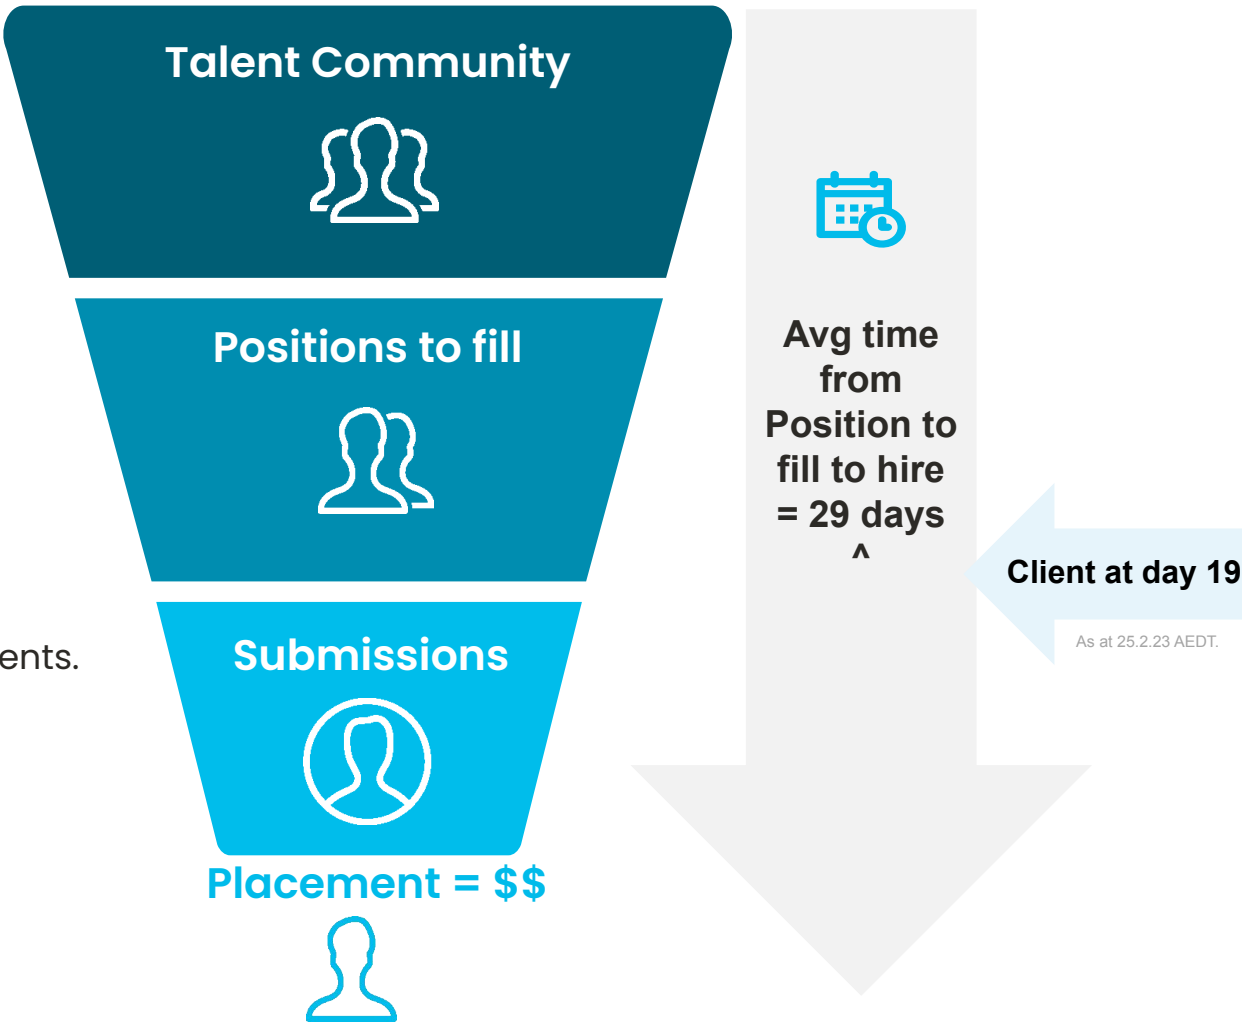 Talent Community
Positions to fill
ents.
Submissions
Placement = $$
Avg time
from
Position to
fill to hire
= 29 days
^
Client at day 19
As at 25.2.23 AEDT.